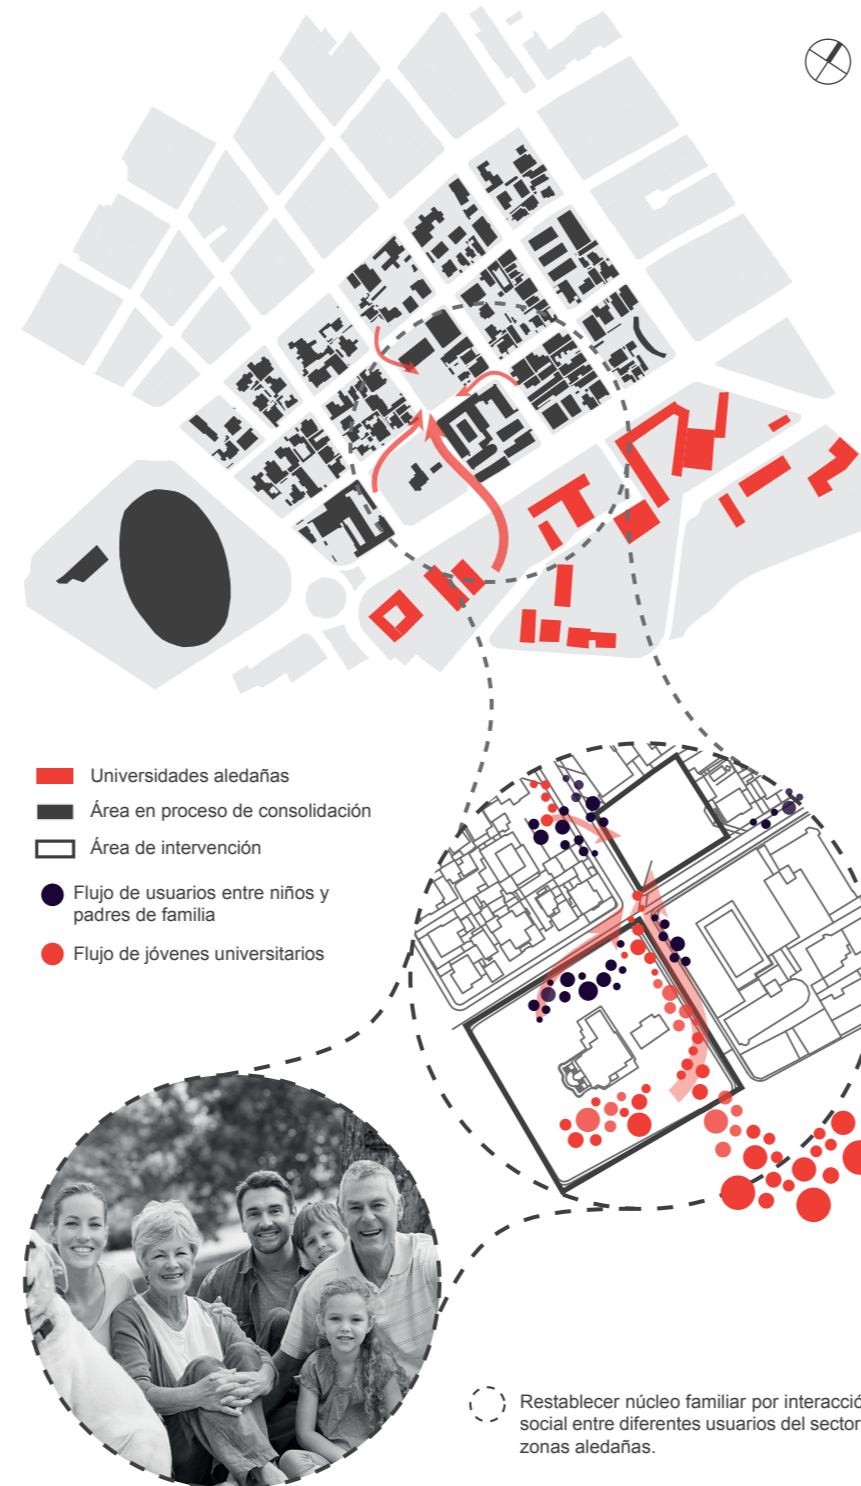 Universidades aledañas
Área en proceso de consolidación
Área de intervención
Flujo de usuarios entre niños y
padres de familia
Flujo de jóvenes universitarios
Restablecer núcleo familiar por interacció
social entre diferentes usuarios del sector
zonas aledañas.